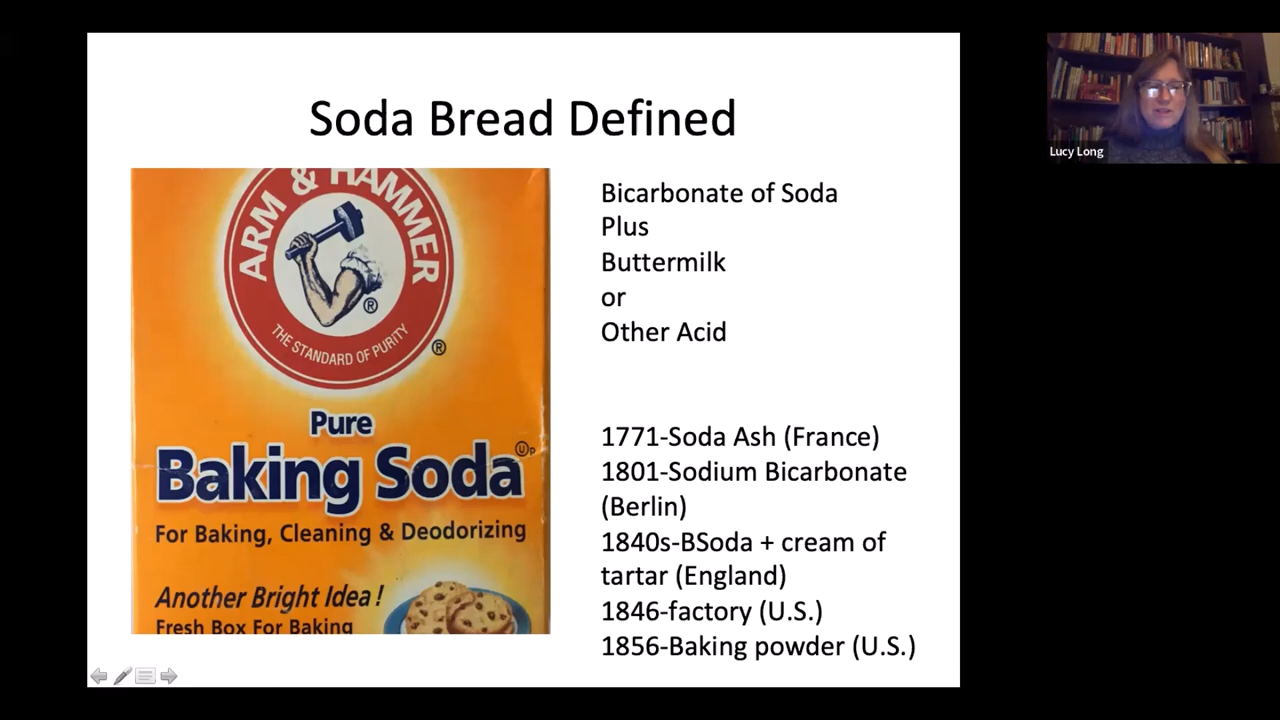 Soda Bread Defined
ARM & HAMMER
®
THE STANDARD OF PURITY
®
Pure
Baking Soda
U P
For Baking, Cleaning & Deodorizing
Another Bright Idea!
Fresh Box For Baking
Bicarbonate of Soda
Plus
Buttermilk
or
Other Acid
1771-Soda Ash (France)
1801-Sodium Bicarbonate
(Berlin)
1840s-BSoda + cream of
tartar (England)
1846-factory (U.S.)
1856-Baking powder (U.S.)
Lucy Long